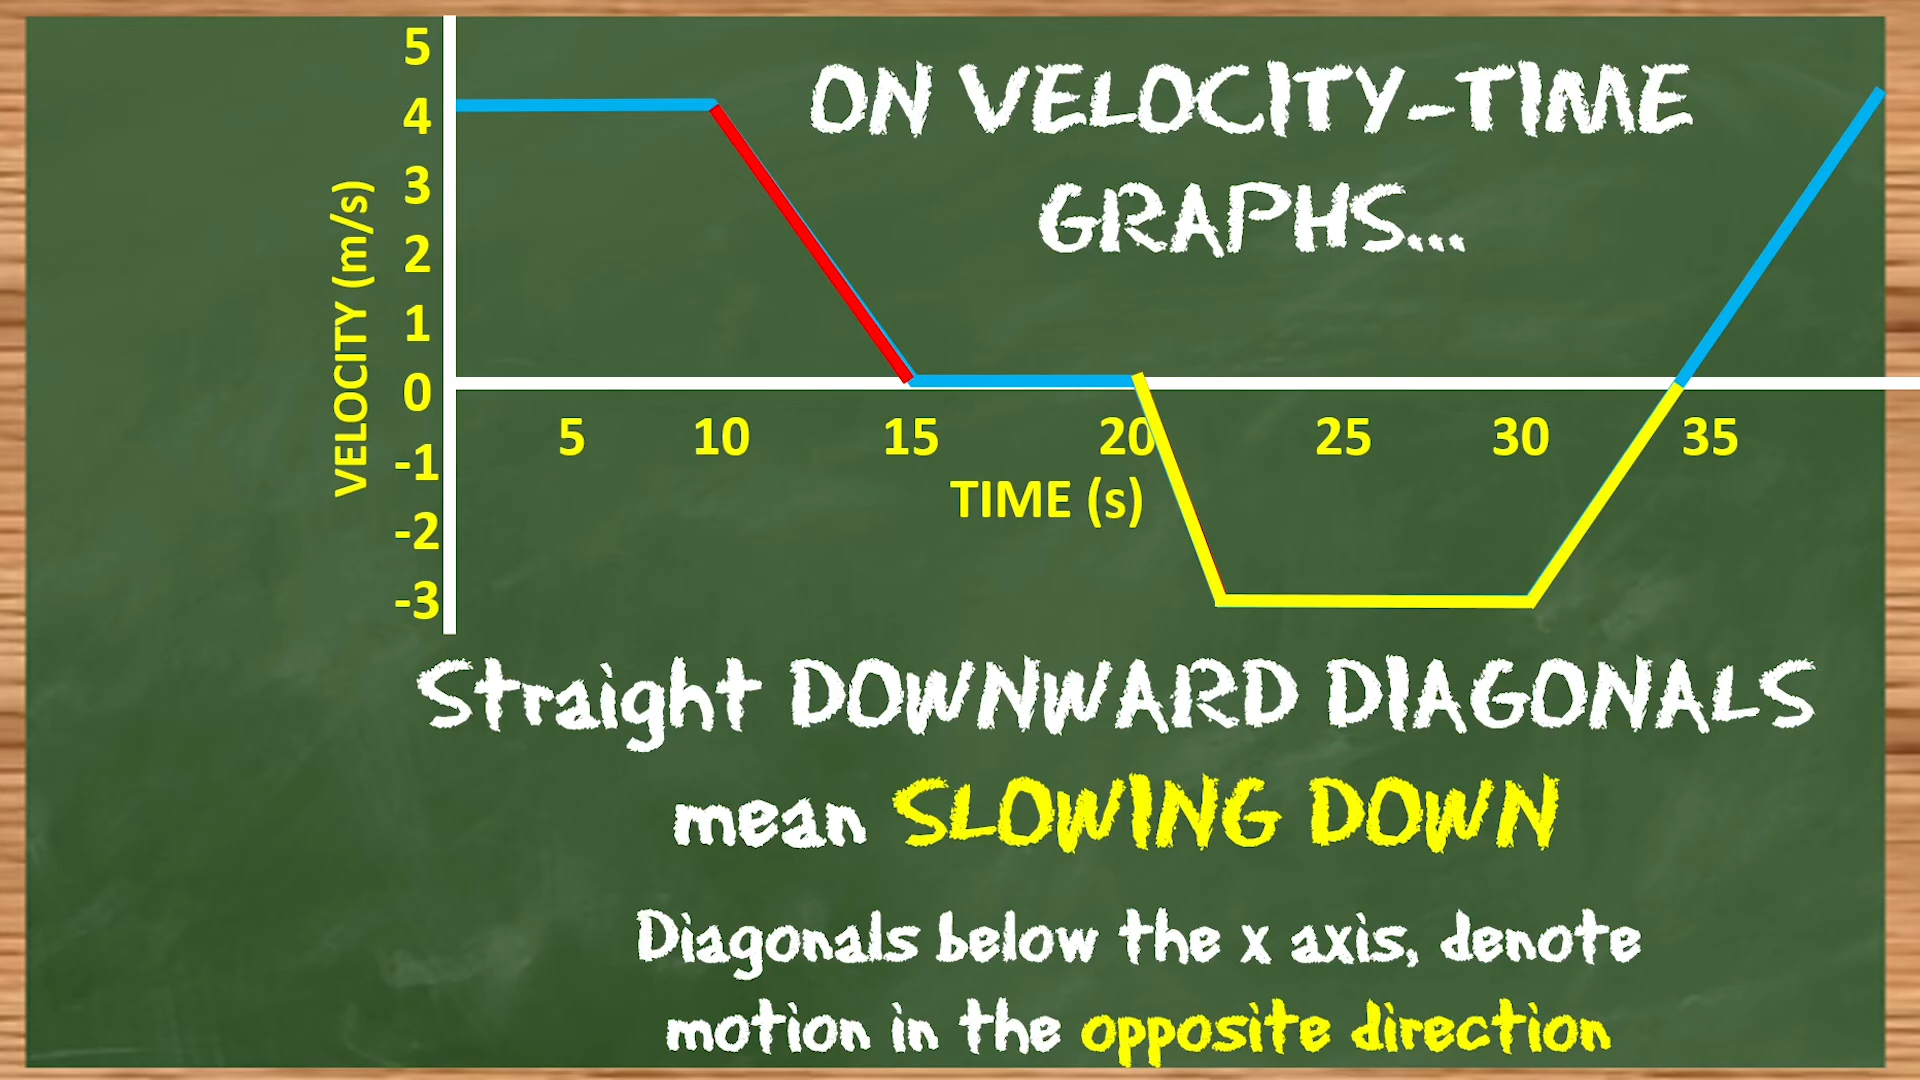 5
4
3
2
1
0
-1
-2
-3
VELOCITY (m/s)
ON VELOCITY-TIME
GRAPHS...
5 10 15 20 25 30 35
TIME (s)
Straight DOWNWARD DIAGONALS
mean SLOWING DOWN
Diagonals below the x axis, denote
motion in the opposite direction